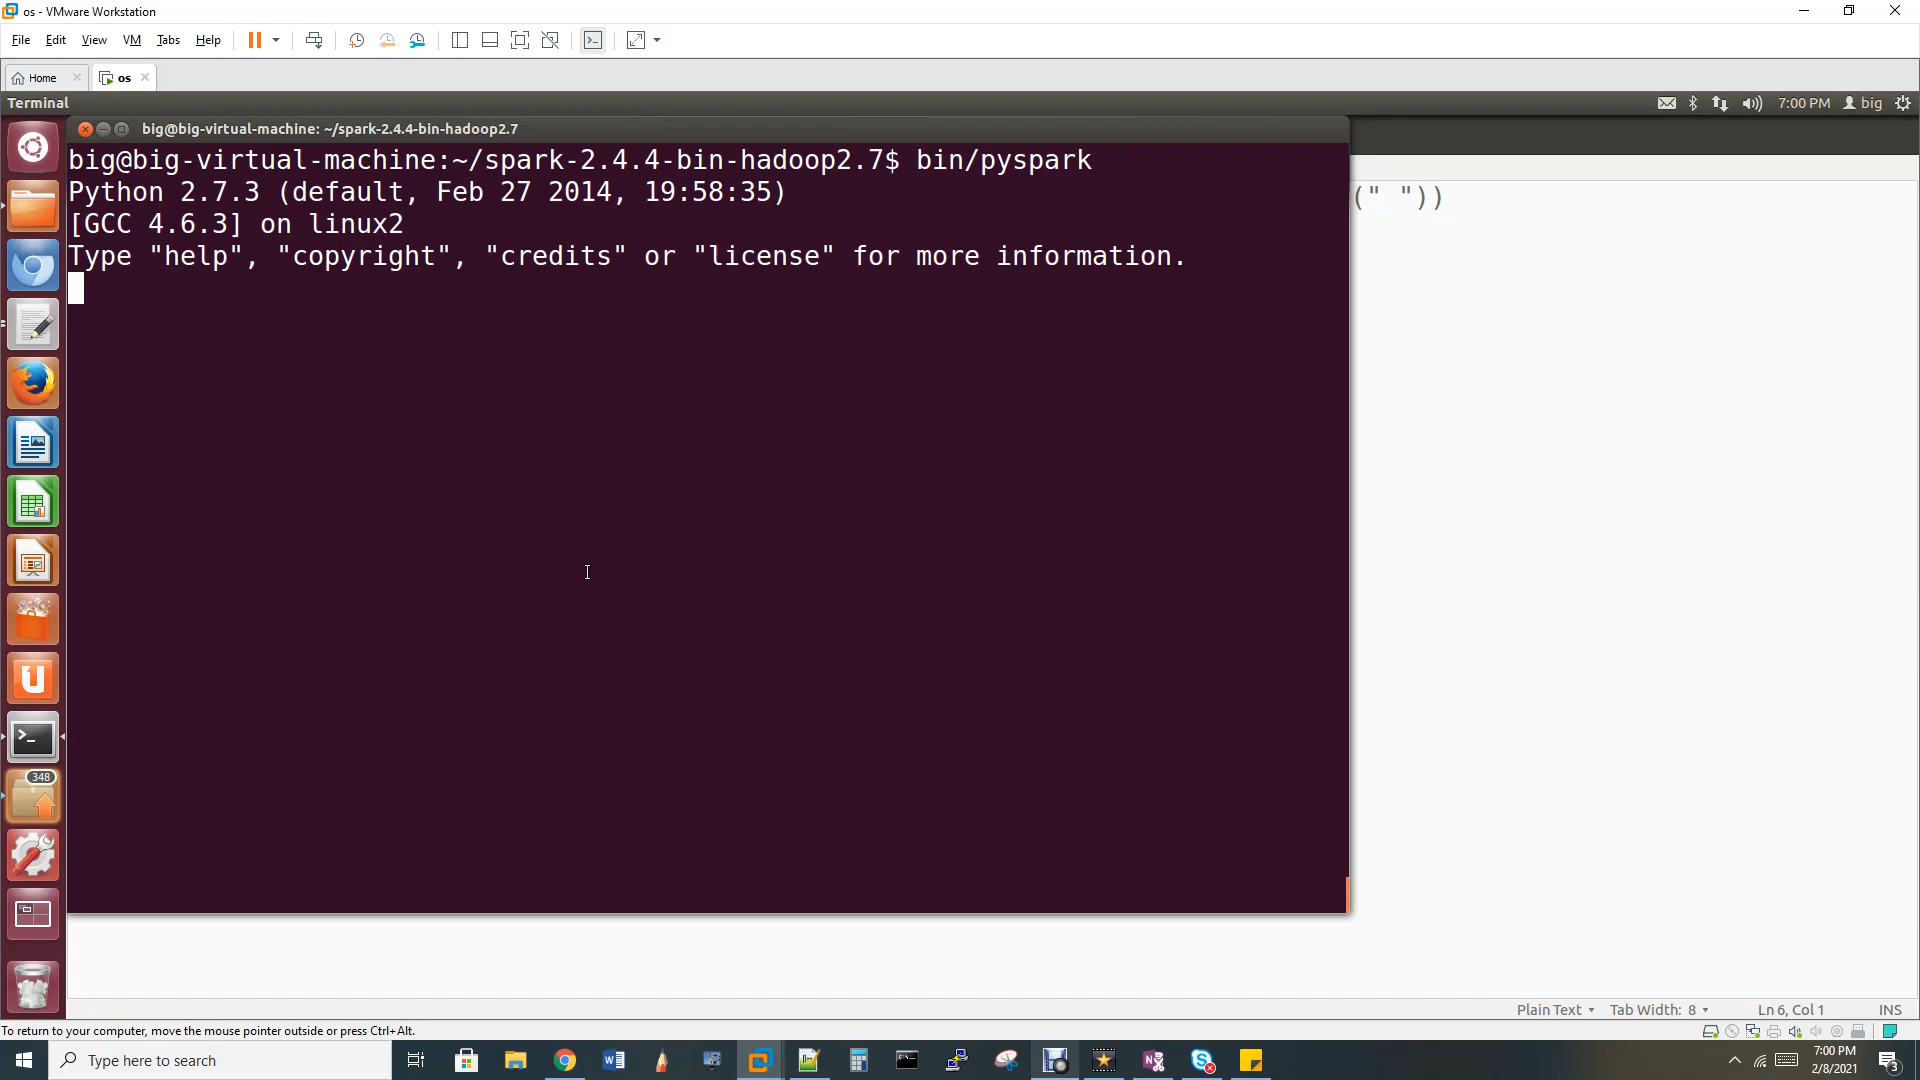 os - VMware Workstation
File Edit View VM Tabs Help
Home os
Terminal 7:00 PM big
big@big-virtual-machine: ~/spark-2.4.4-bin-hadoop2.7
big@big-virtual-machine:~/spark-2.4.4-bin-hadoop2.7$ bin/pyspark
Python 2.7.3 (default, Feb 27 2014, 19:58:35)
[GCC 4.6.3] on linux2
Type "help", "copyright", "credits" or "license" for more information.
(" "))
348
Plain Text Tab Width: 8 Ln 6, Col 1 INS
To return to your computer, move the mouse pointer outside or press Ctrl+Alt.
Type here to search
7:00 PM
2/8/2021
3